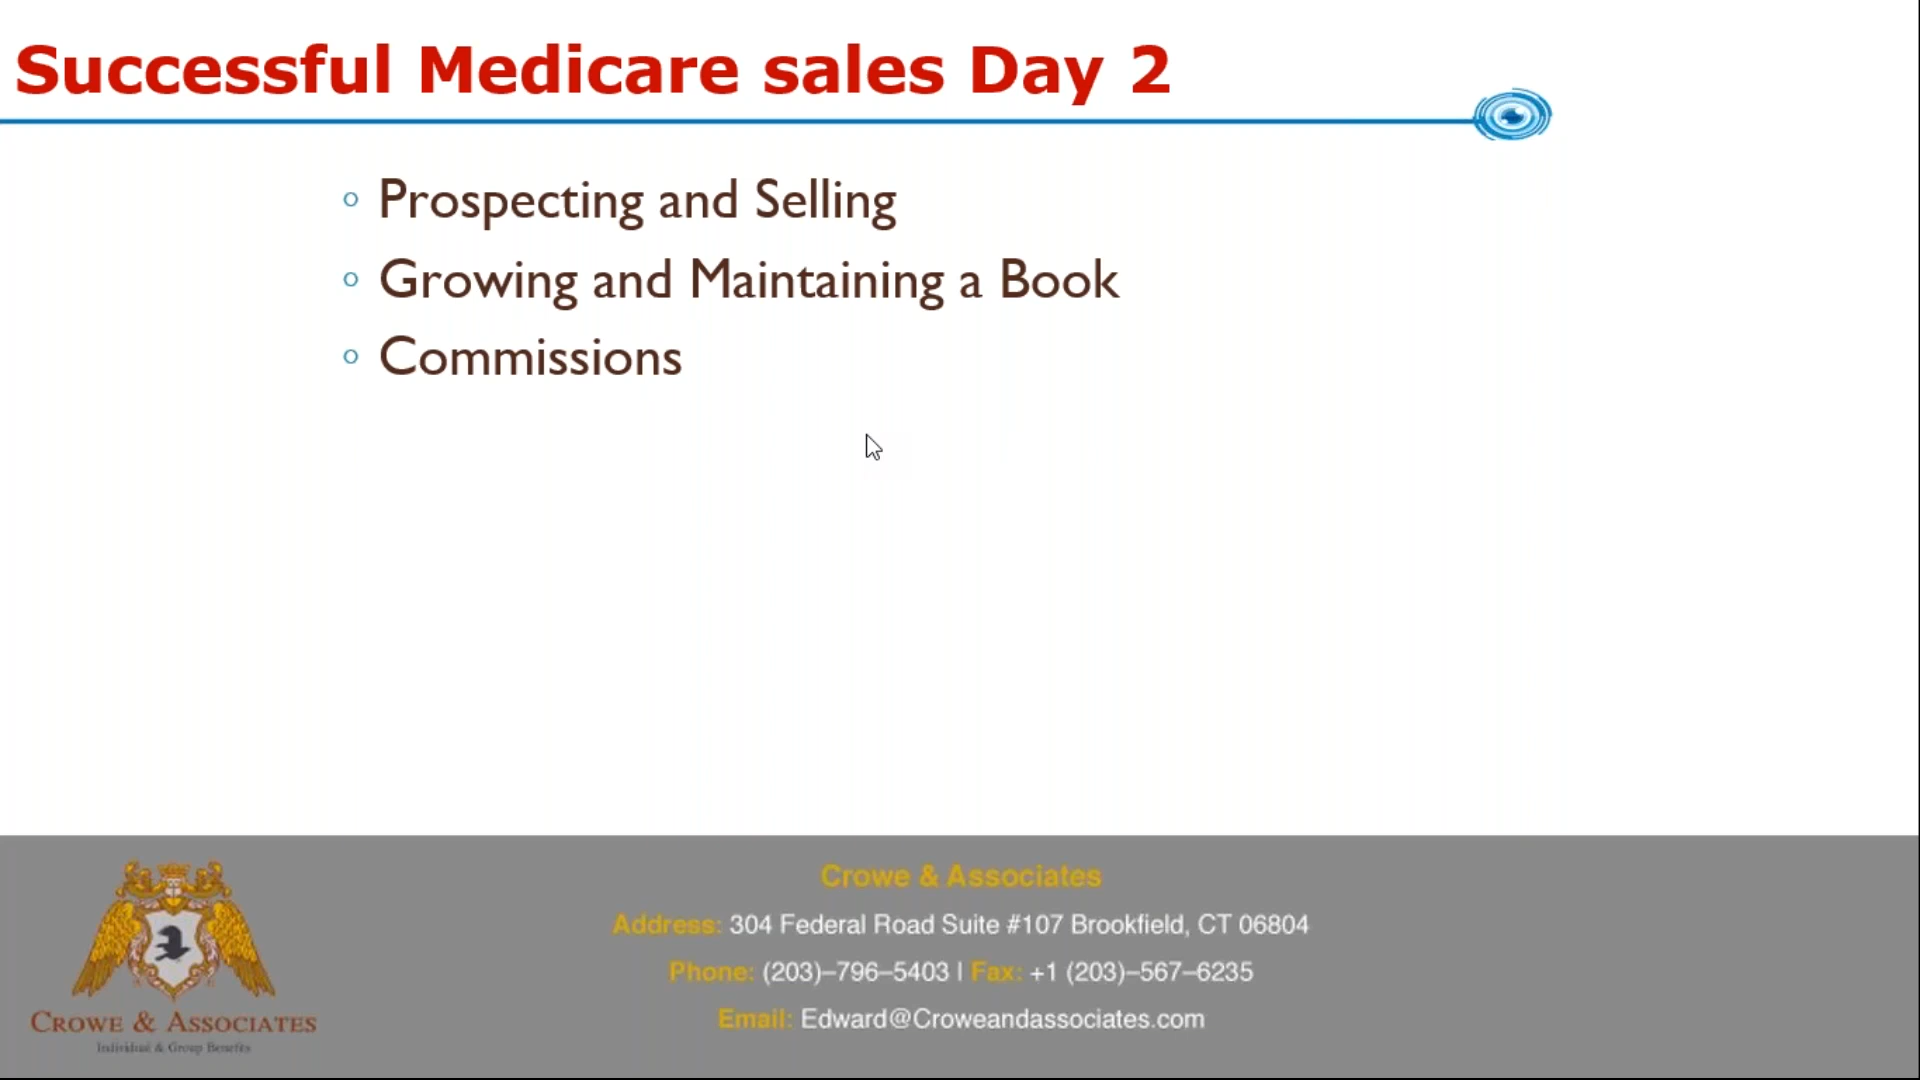 Successful Medicare sales Day 2
Prospecting and Selling
Growing and Maintaining a Book
Commissions
Crowe & Associates
Address: 304 Federal Road Suite #107 Brookfield, CT 06804
Phone: (203)–796–5403 | Fax: +1 (203)–567–6235
Email: Edward@Croweandassociates.com
CROWE & ASSOCIATES
Individual & Group Benefits